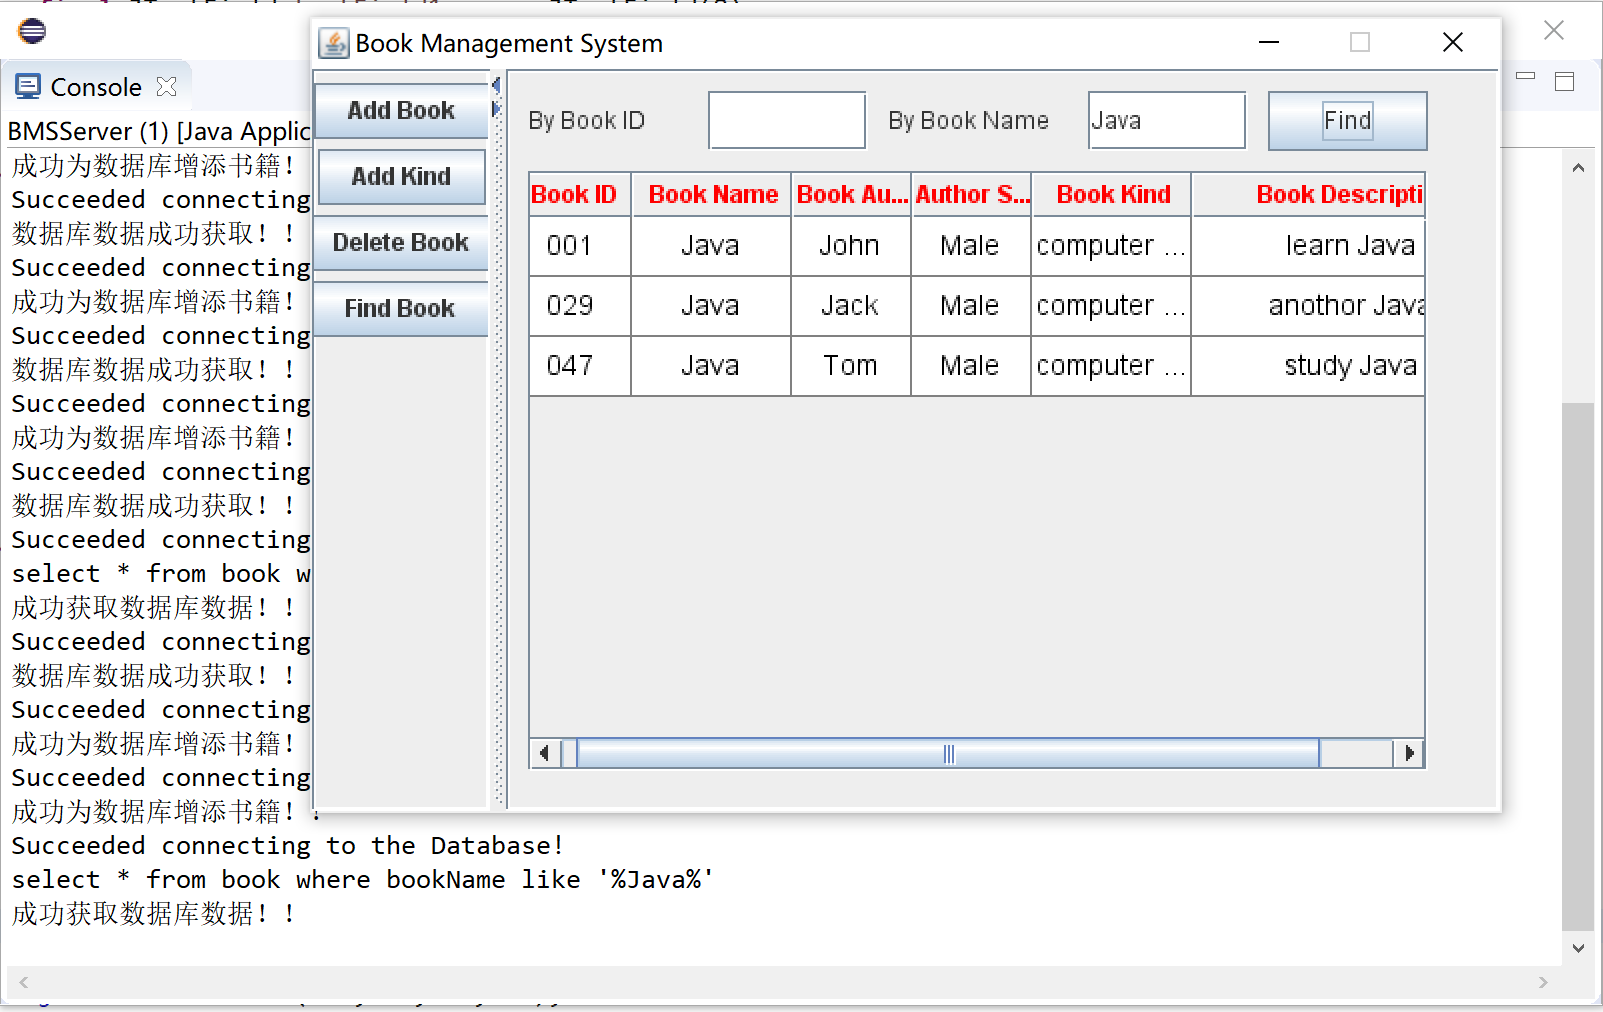 Book Management System
Console
BMSServer (1) [Java Applic
成功为数据库增添书籍！
Succeeded connecting
数据库数据成功获取！！
Succeeded connecting
成功为数据库增添书籍！
Succeeded connecting
数据库数据成功获取！！
Succeeded connecting
成功为数据库增添书籍！
Succeeded connecting
数据库数据成功获取！！
Succeeded connecting
select * from book w
成功获取数据库数据！！
Succeeded connecting
数据库数据成功获取！！
Succeeded connecting
成功为数据库增添书籍！
Succeeded connecting
成功为数据库增添书籍！！
Succeeded connecting to the Database!
select * from book where bookName like '%Java%'
成功获取数据库数据！！
Add Book
Add Kind
Delete Book
Find Book
By Book ID By Book Name Java Find
Book ID Book Name Book Au... Author S... Book Kind Book Descripti
001 Java John Male computer ... learn Java
029 Java Jack Male computer ... anothor Java
047 Java Tom Male computer ... study Java